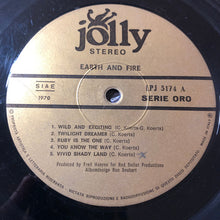 jolly
STEREO
EARTH AND FIRE
SIAE
1970
LPJ 5174 A
SERIE ORO
1. WILD AND EXCITING (C. Koerts-G. Koerts)
2. TWILIGHT DREAMER (C. Koerts)
3. RUBY IS THE ONE (C. Koerts)
4. YOU KNOW THE WAY (C. Koerts)
5. VIVID SHADY LAND (C. Koerts)
Produced by Fred Haayen for Red Bullet Productions